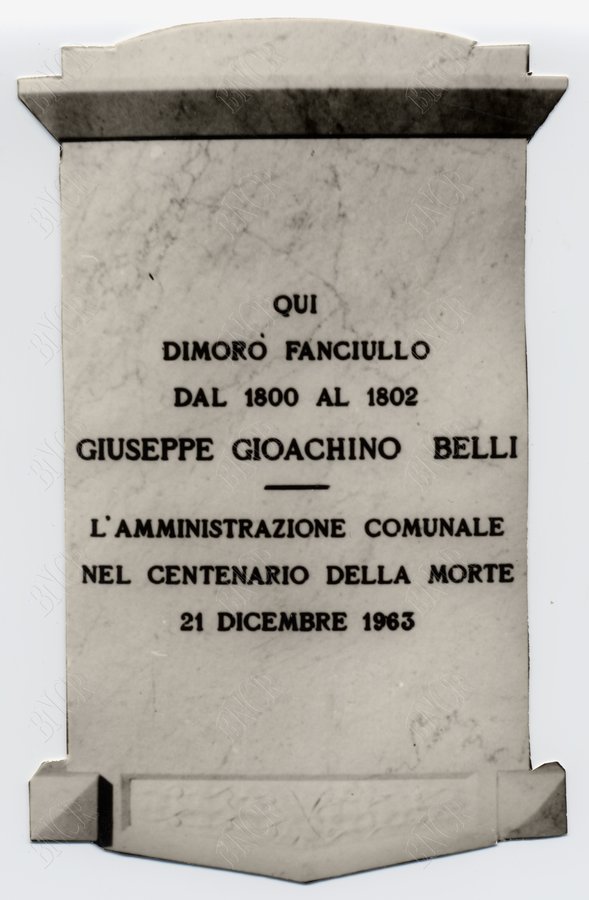 QUI
DIMORÒ FANCIULLO
DAL 1800 AL 1802
GIUSEPPE GIOACHINO BELLI
L'AMMINISTRAZIONE COMUNALE
NEL CENTENARIO DELLA MORTE
21 DICEMBRE 1963
BNCR